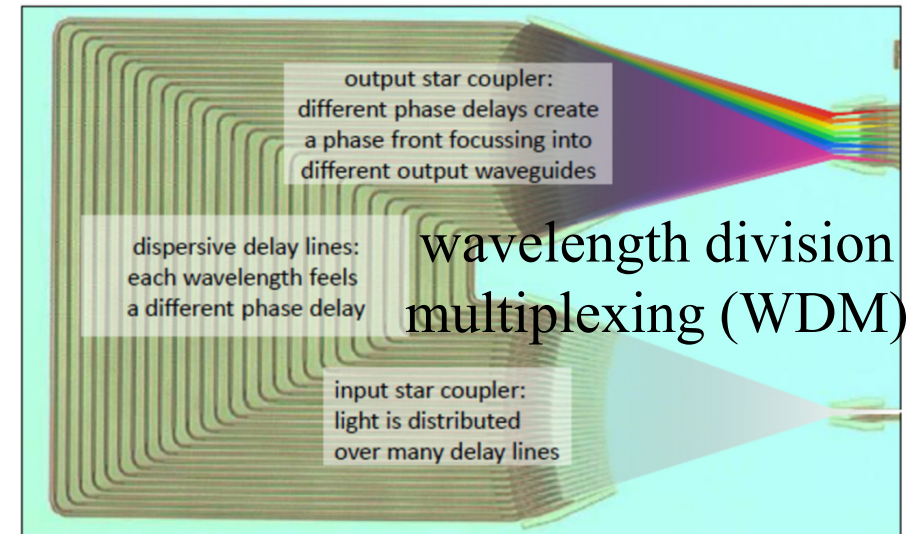 output star coupler:
different phase delays create
a phase front focussing into
different output waveguides
dispersive delay lines:
each wavelength feels
a different phase delay
wavelength division
multiplexing (WDM)
input star coupler:
light is distributed
over many delay lines